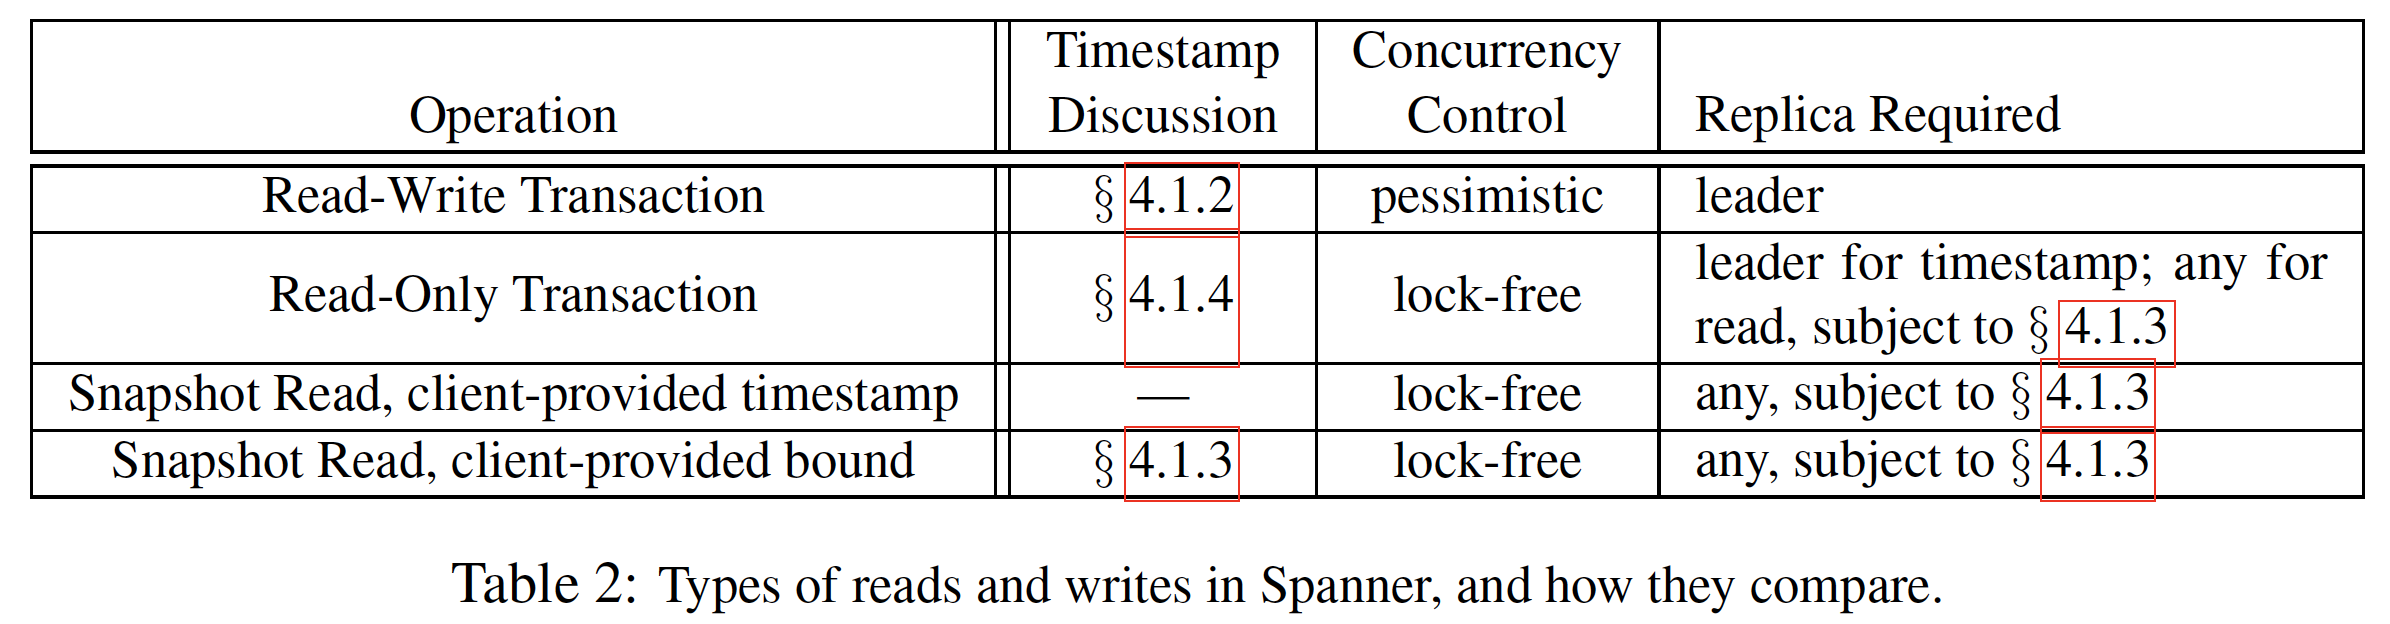 Operation Timestamp Discussion Concurrency Control Replica Required
Read-Write Transaction § 4.1.2 pessimistic leader
Read-Only Transaction § 4.1.4 lock-free leader for timestamp; any for
read, subject to § 4.1.3
Snapshot Read, client-provided timestamp — lock-free any, subject to § 4.1.3
Snapshot Read, client-provided bound § 4.1.3 lock-free any, subject to § 4.1.3
Table 2: Types of reads and writes in Spanner, and how they compare.